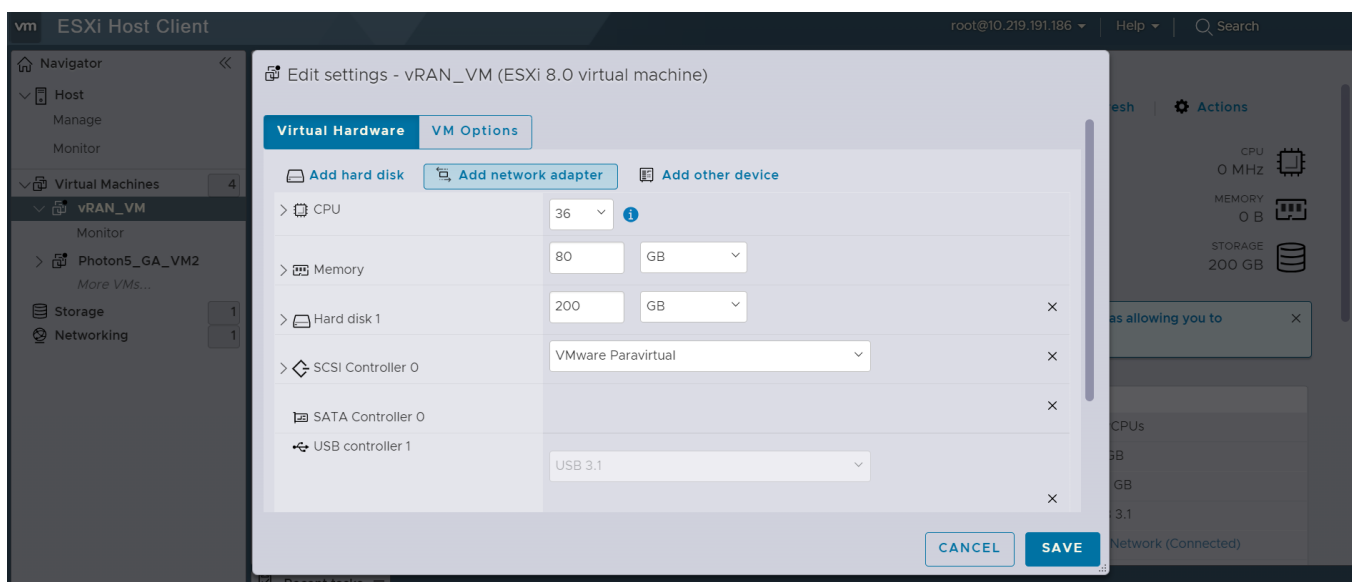 vm ESXi Host Client
root@10.219.191.186
Help
Search
Navigator
Host
Manage
Monitor
Virtual Machines 4
vRAN_VM
Monitor
Photon5_GA_VM2
More VMs...
Storage 1
Networking 1
Edit settings - vRAN_VM (ESXi 8.0 virtual machine)
Virtual Hardware
VM Options
Add hard disk
Add network adapter
Add other device
CPU
36
Memory
80 GB
Hard disk 1
200 GB
SCSI Controller 0
VMware Paravirtual
SATA Controller 0
USB controller 1
USB 3.1
CANCEL
SAVE
esh
Actions
CPU
0 MHz
MEMORY
0 B
STORAGE
200 GB
as allowing you to
CPUs
GB
GB
3.1
Network (Connected)
Recent tasks